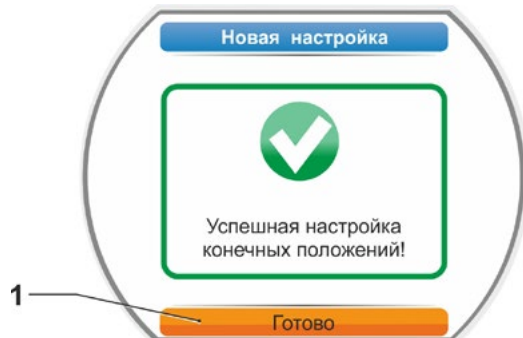 Новая настройка
Успешная настройка
конечных положений!
1
Готово